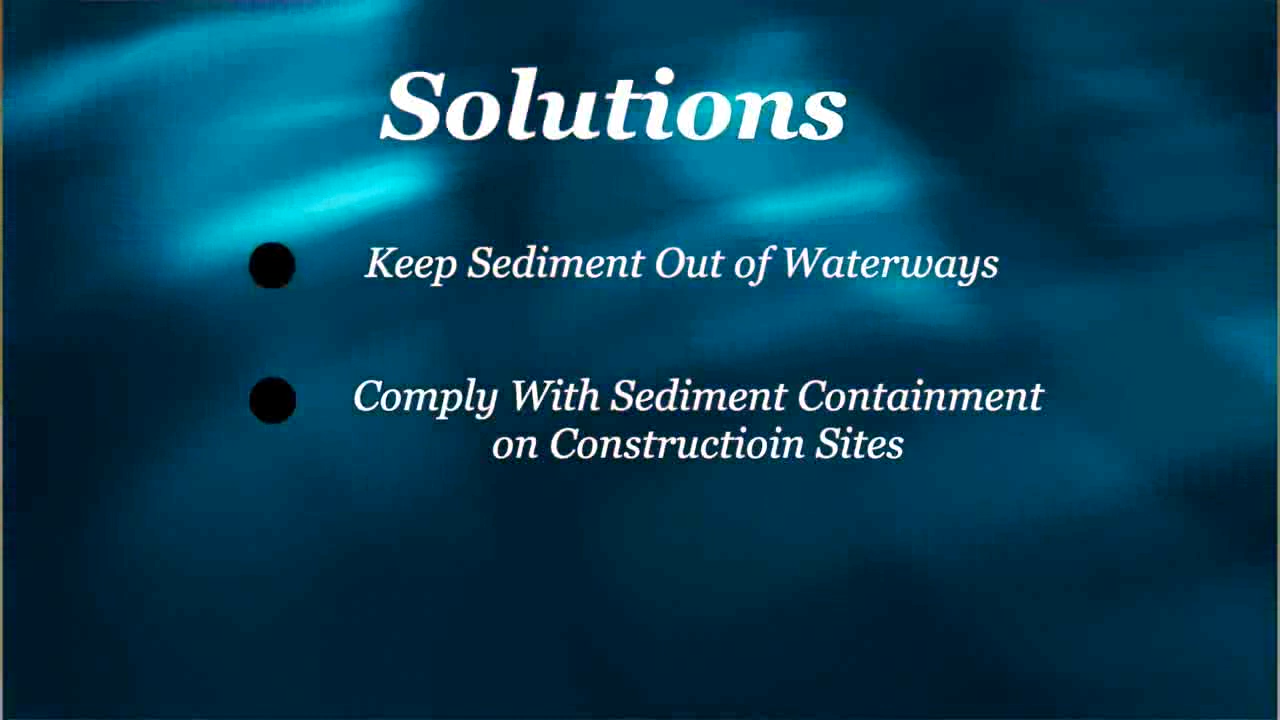 Solutions
Keep Sediment Out of Waterways
Comply With Sediment Containment
on Constructioin Sites